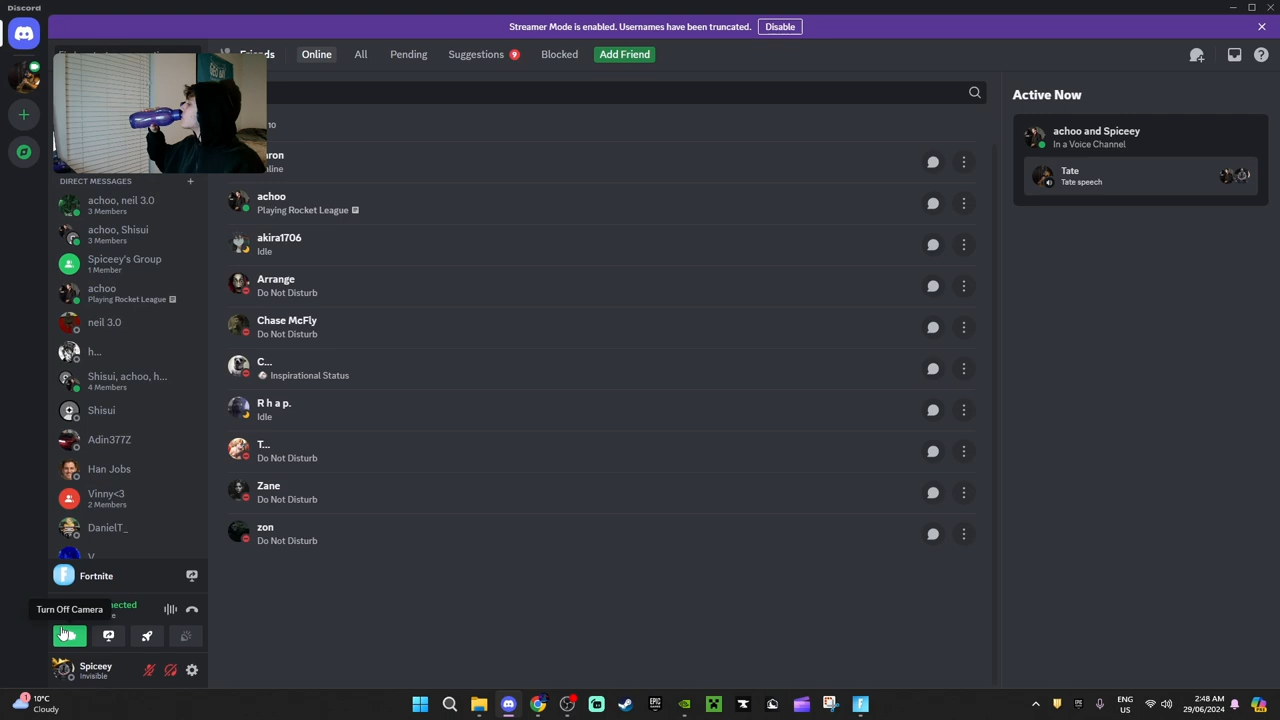 Discord
Streamer Mode is enabled. Usernames have been truncated.
Disable
Online
All
Pending
Suggestions
9
Blocked
Add Friend
DIRECT MESSAGES
achoo, neil 3.0
3 Members
achoo, Shisui
3 Members
Spiceey's Group
1 Member
achoo
Playing Rocket League
neil 3.0
h...
Shisui, achoo, h...
4 Members
Shisui
Adin377Z
Han Jobs
Vinny<3
2 Members
DanielT_
Fortnite
Turn Off Camera
Spiceey
Invisible
10
achoo
Playing Rocket League
akira1706
Idle
Arrange
Do Not Disturb
Chase McFly
Do Not Disturb
C...
Inspirational Status
R h a p.
Idle
T...
Do Not Disturb
Zane
Do Not Disturb
zon
Do Not Disturb
Active Now
achoo and Spiceey
In a Voice Channel
Tate
Tate speech
1
10°C
Cloudy
ENG
US
2:48 AM
29/06/2024